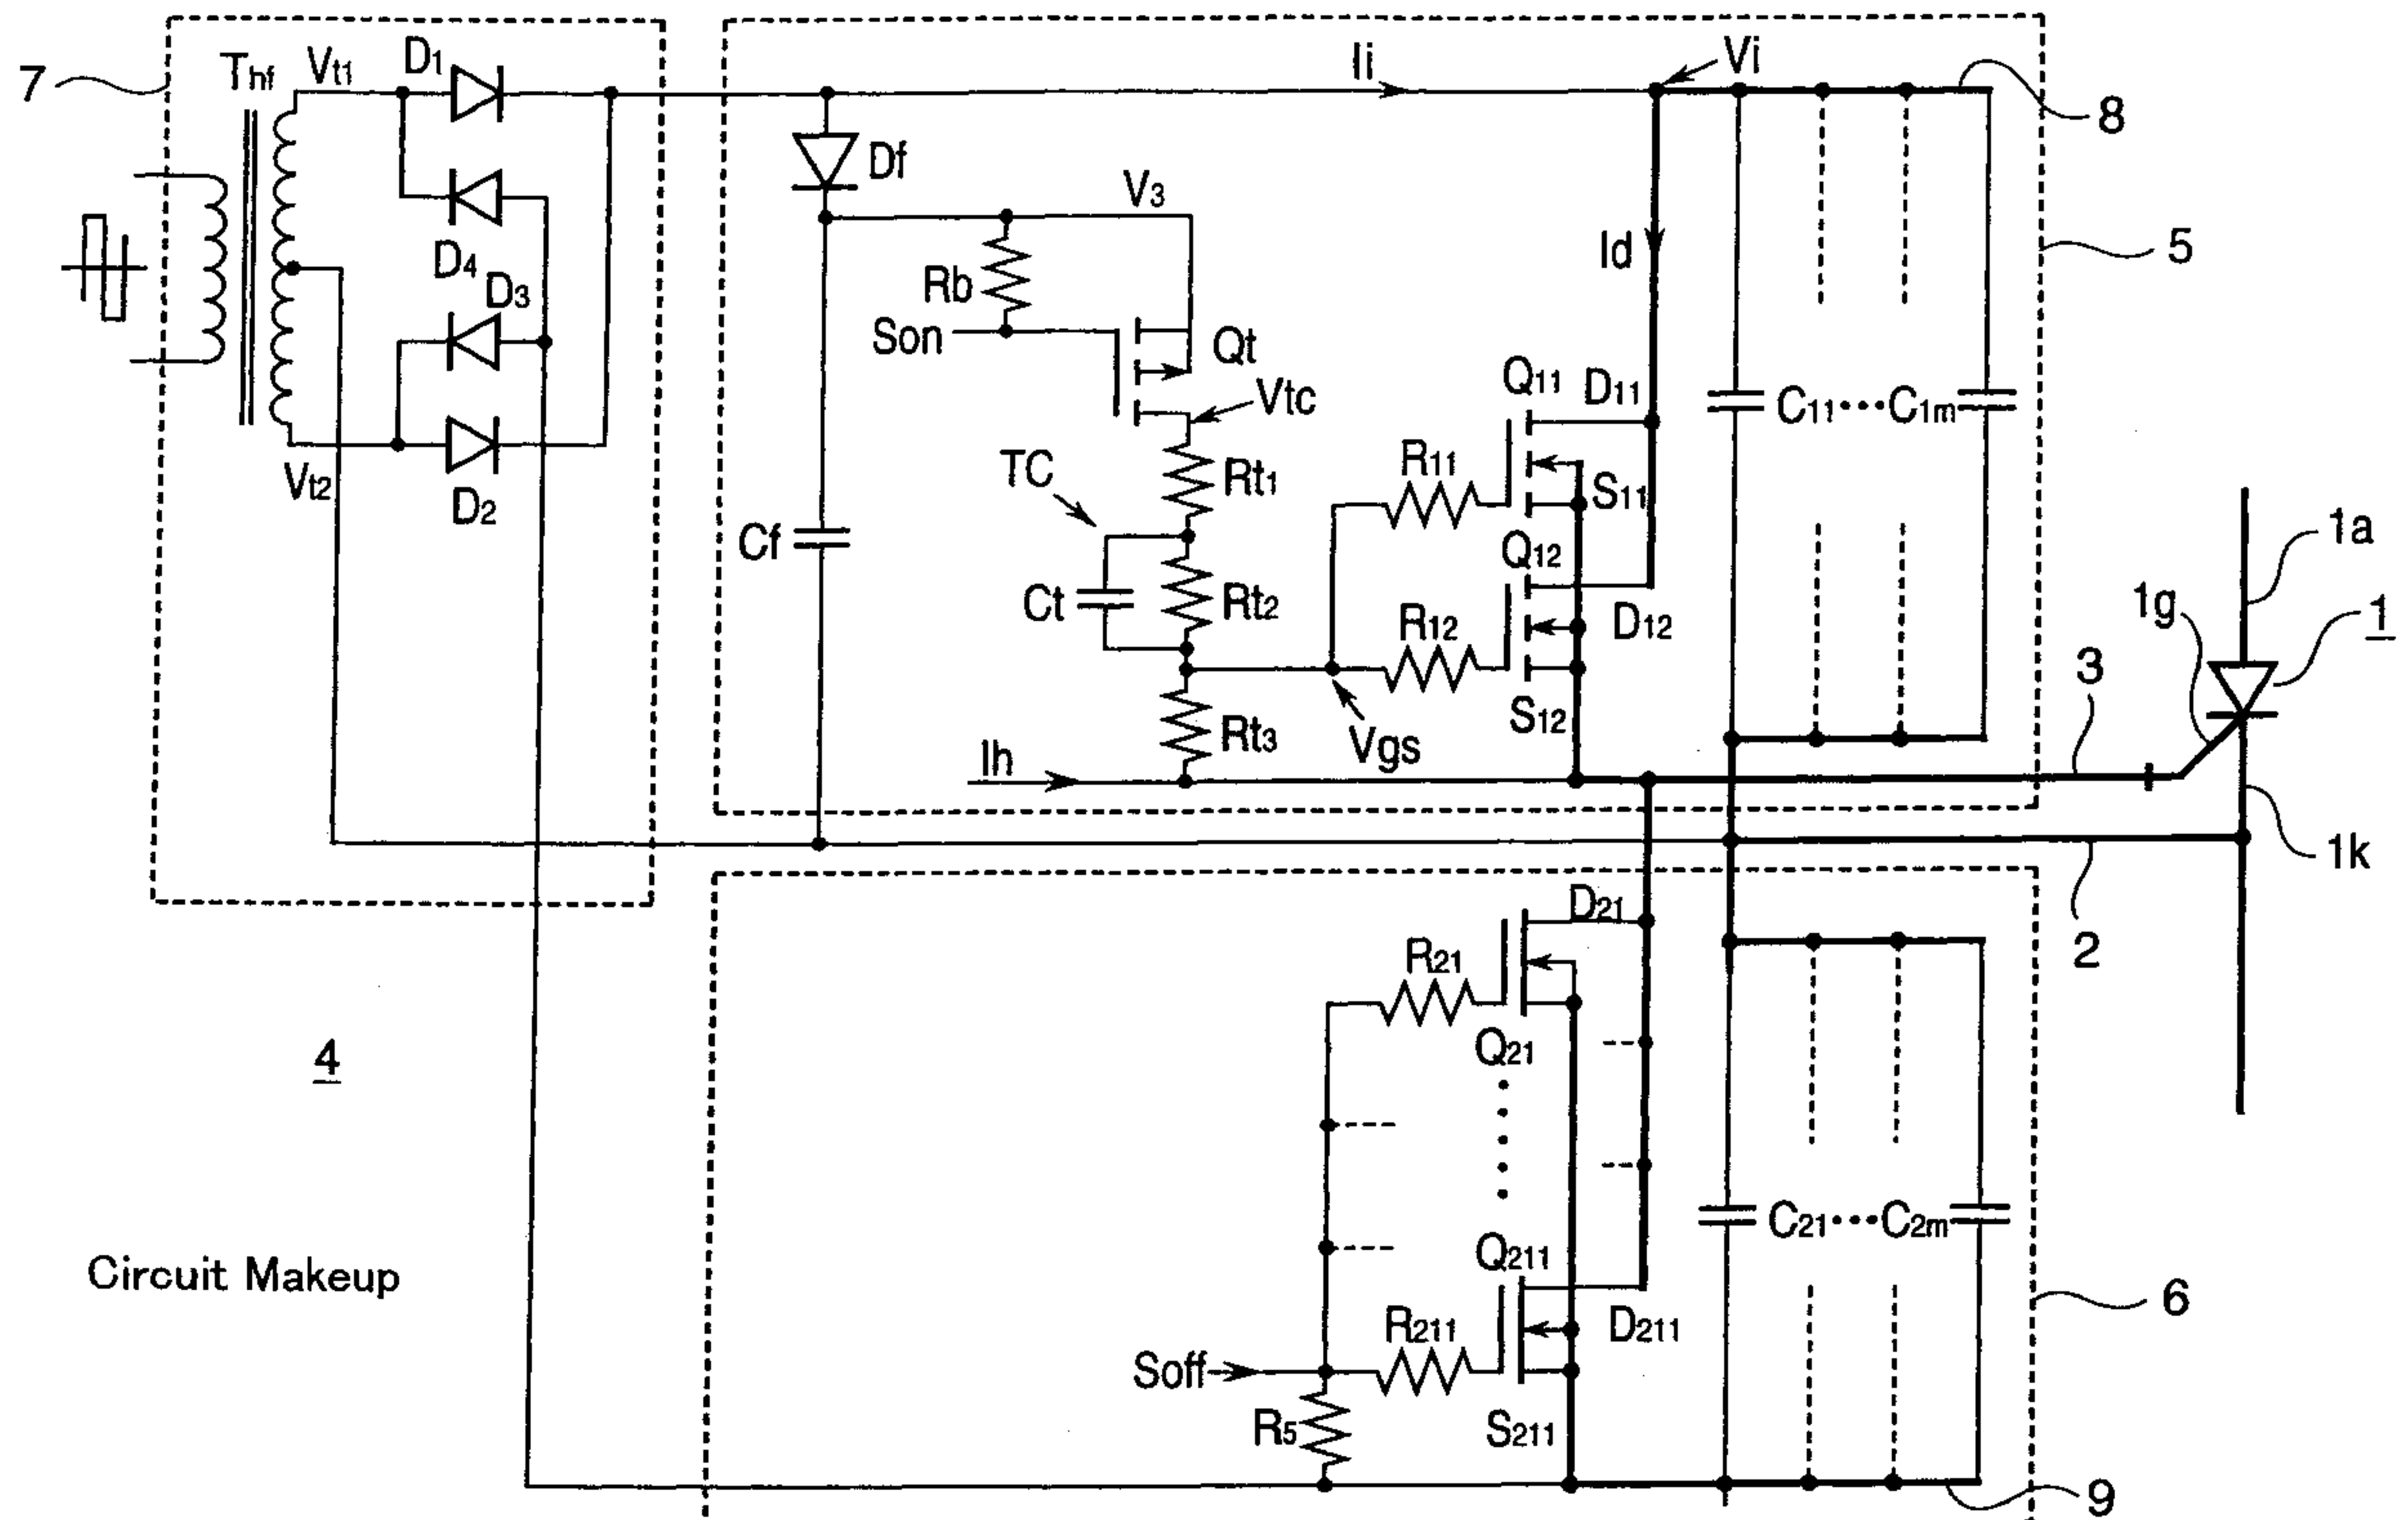 7
Thf
Vt1
D1
Ii
Vi
8
Df
V3
D4
Rb
Id
5
D3
Son
Qt
Vtc
Q11
D11
C11•••C1m
Vt2
D2
TC
Rt1
R11
S11
1a
Cf
Q12
1g
1
Ct
Rt2
R12
D12
3
S12
Rt3
Vgs
Ih
1k
D21
2
R21
4
Q21
C21•••C2m
Circuit Makeup
Q211
6
R211
D211
Soff
R5
S211
9